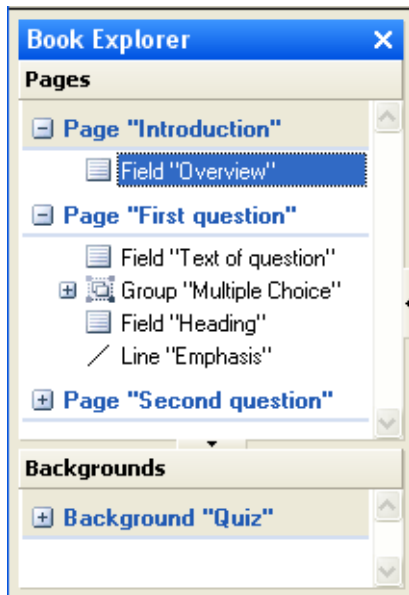 Book Explorer
Pages
Page "Introduction"
Field "Overview"
Page "First question"
Field "Text of question"
Group "Multiple Choice"
Field "Heading"
Line "Emphasis"
Page "Second question"
Backgrounds
Background "Quiz"